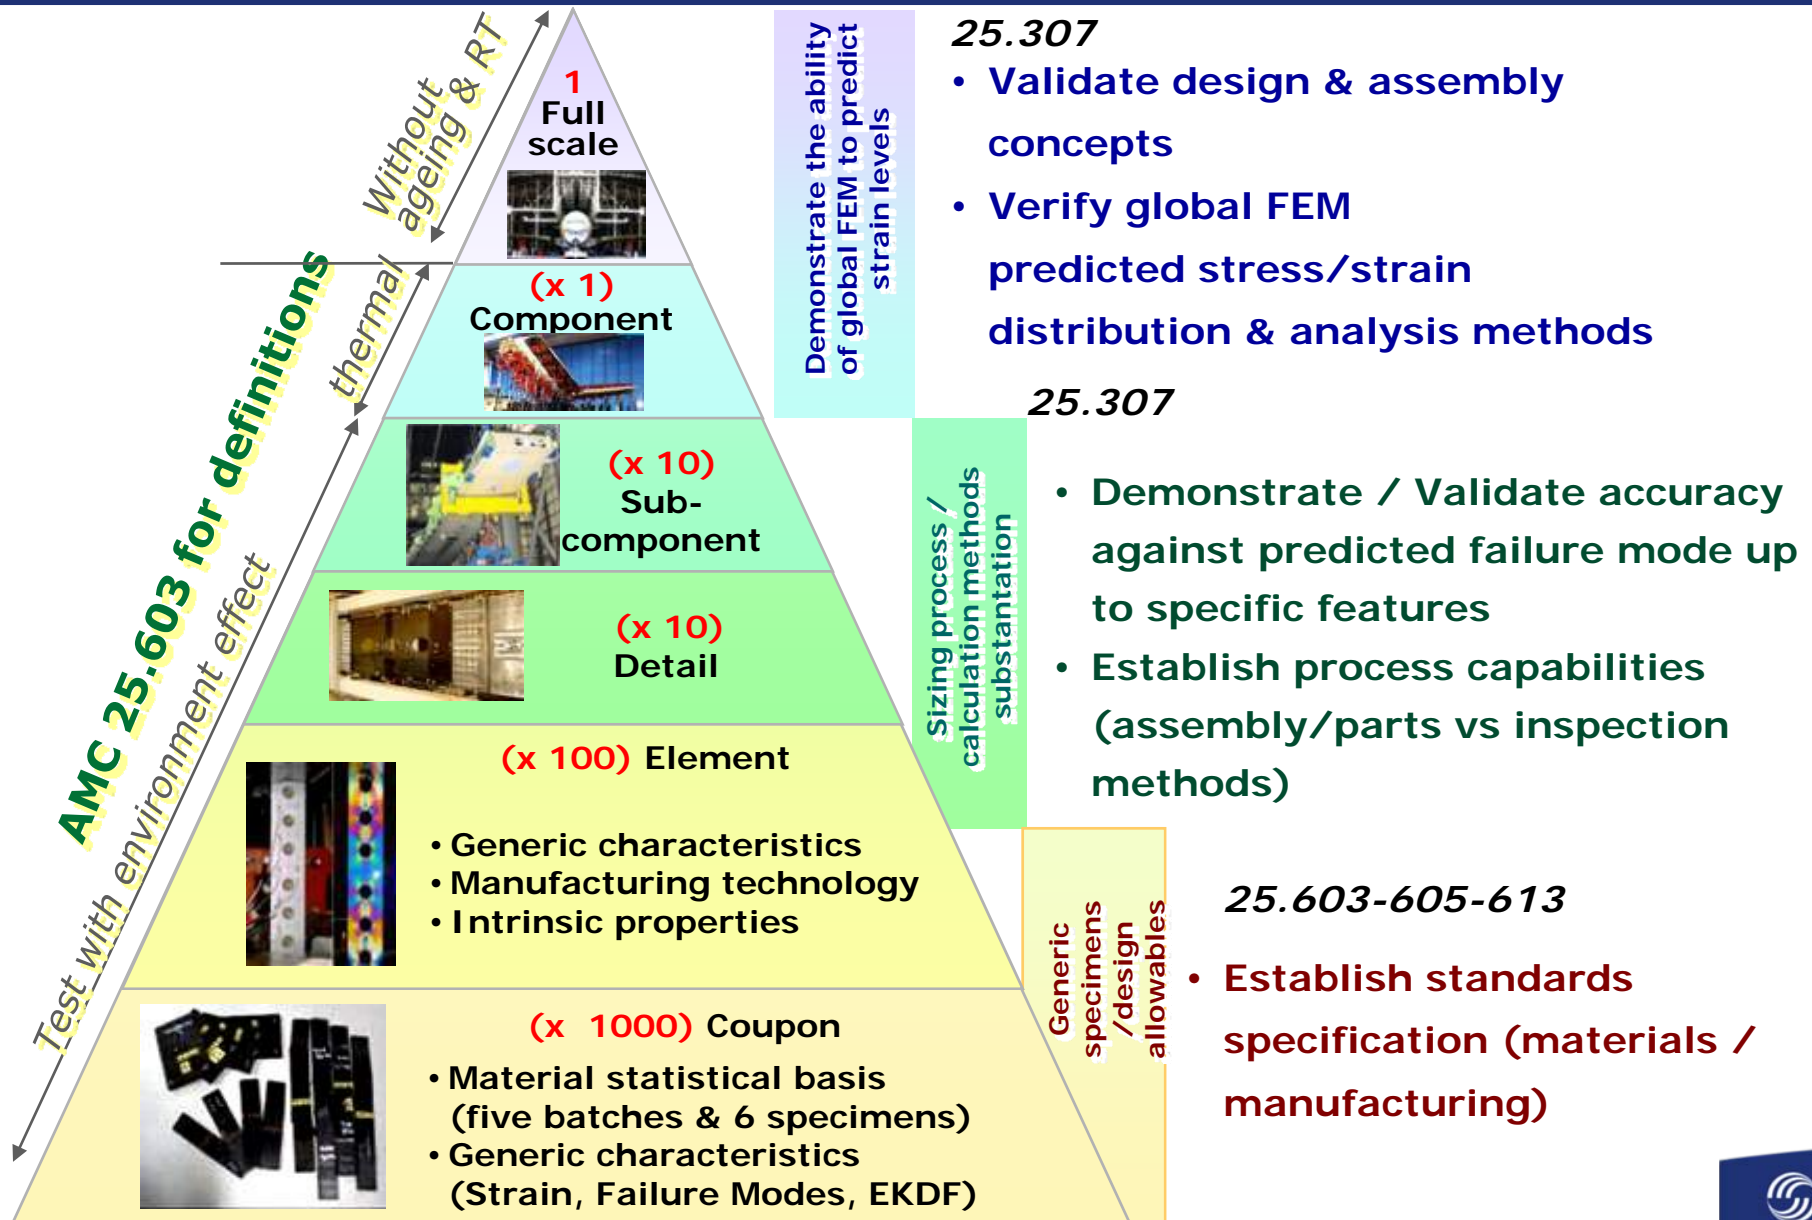 Without
ageing & RT
thermal
Test with environment effect
AMC 25.603 for definitions
1
Full
scale
(x 1)
Component
(x 10)
Sub-
component
(x 10)
Detail
(x 100) Element
• Generic characteristics
• Manufacturing technology
• Intrinsic properties
(x 1000) Coupon
• Material statistical basis
(five batches & 6 specimens)
• Generic characteristics
(Strain, Failure Modes, EKDF)
Demonstrate the ability
of global FEM to predict
strain levels
Sizing process /
calculation methods
substantation
Generic
specimens
/design
allowables
25.307
• Validate design & assembly
concepts
• Verify global FEM
predicted stress/strain
distribution & analysis methods
25.307
• Demonstrate / Validate accuracy
against predicted failure mode up
to specific features
• Establish process capabilities
(assembly/parts vs inspection
methods)
25.603-605-613
• Establish standards
specification (materials /
manufacturing)